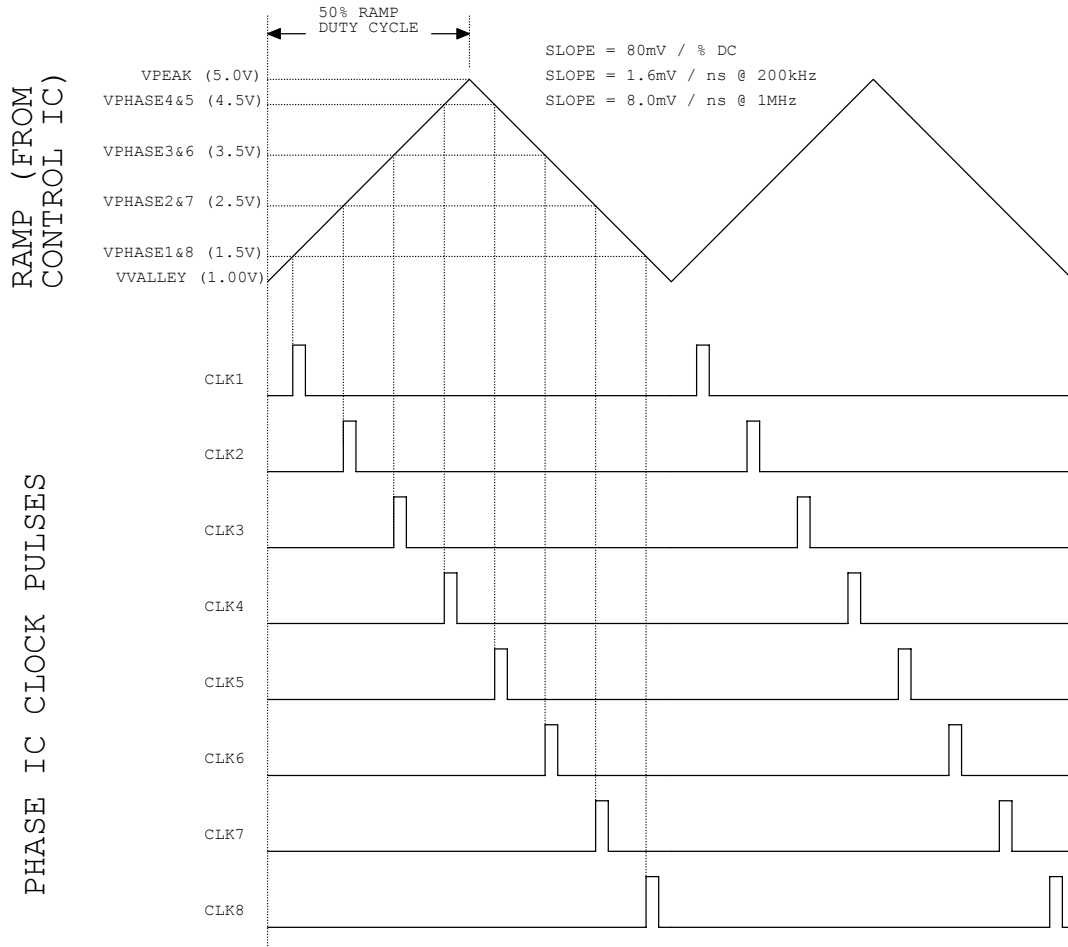 50% RAMP
DUTY CYCLE
SLOPE = 80mV / % DC
SLOPE = 1.6mV / ns @ 200kHz
SLOPE = 8.0mV / ns @ 1MHz
RAMP (FROM
CONTROL IC)
VPEAK (5.0V)
VPHASE4&5 (4.5V)
VPHASE3&6 (3.5V)
VPHASE2&7 (2.5V)
VPHASE1&8 (1.5V)
VVALLEY (1.00V)
PHASE IC CLOCK PULSES
CLK1
CLK2
CLK3
CLK4
CLK5
CLK6
CLK7
CLK8